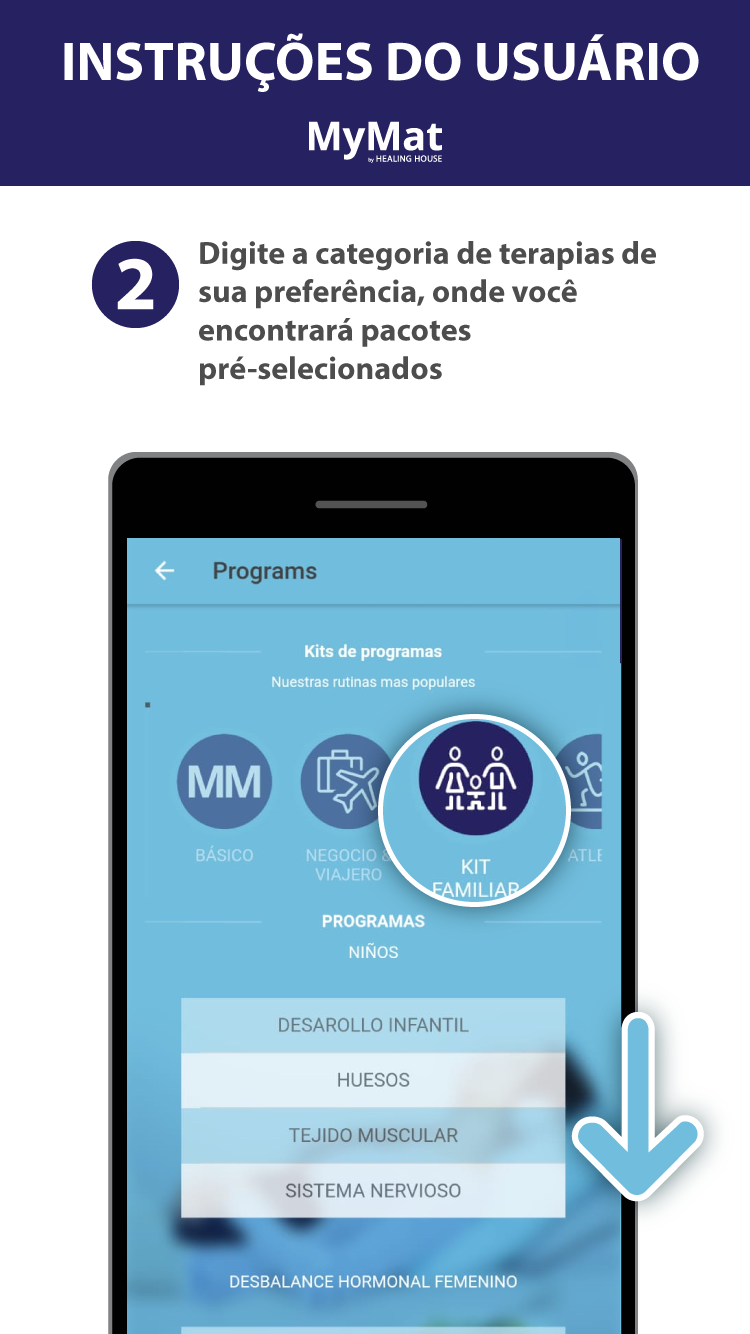 INSTRUÇÕES DO USUÁRIO
MyMat
by HEALING HOUSE
2
Digite a categoria de terapias de
sua preferência, onde você
encontrará pacotes
pré-selecionados
Programs
Kits de programas
Nuestras rutinas mas populares
MM
BÁSICO
NEGOCIO &
VIAJERO
KIT
FAMILIAR
ATLE
PROGRAMAS
NIÑOS
DESAROLLO INFANTIL
HUESOS
TEJIDO MUSCULAR
SISTEMA NERVIOSO
DESBALANCE HORMONAL FEMENINO